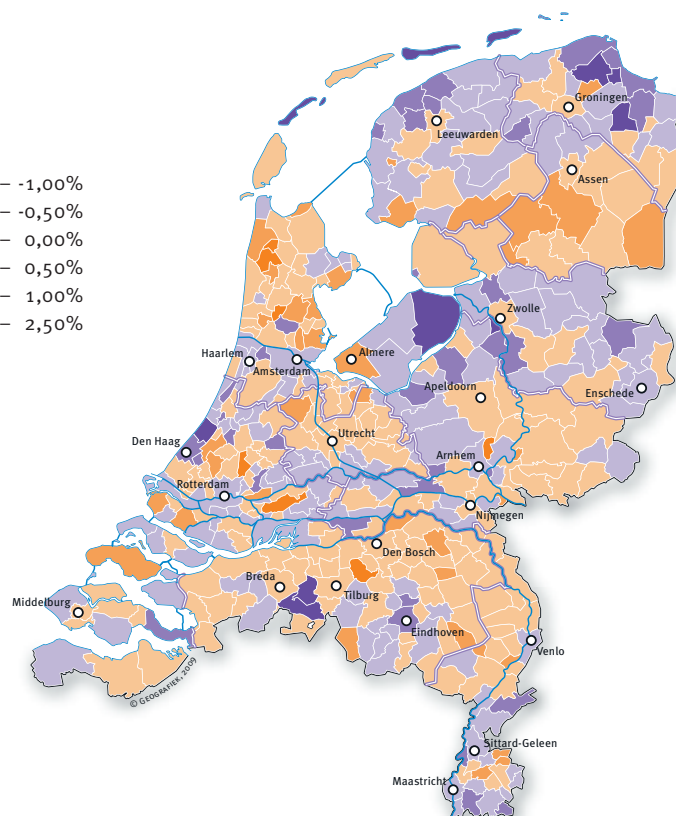 Groningen
Leeuwarden
Assen
-1,00%
-0,50%
0,00%
0,50%
1,00%
2,50%
Zwolle
Haarlem
Almere
Amsterdam
Apeldoorn
Enschede
Den Haag
Utrecht
Arnhem
Rotterdam
Nijmegen
Den Bosch
Breda
Tilburg
Middelburg
Eindhoven
Venlo
© GEOGRAFIEK, 2009
Sittard-Geleen
Maastricht